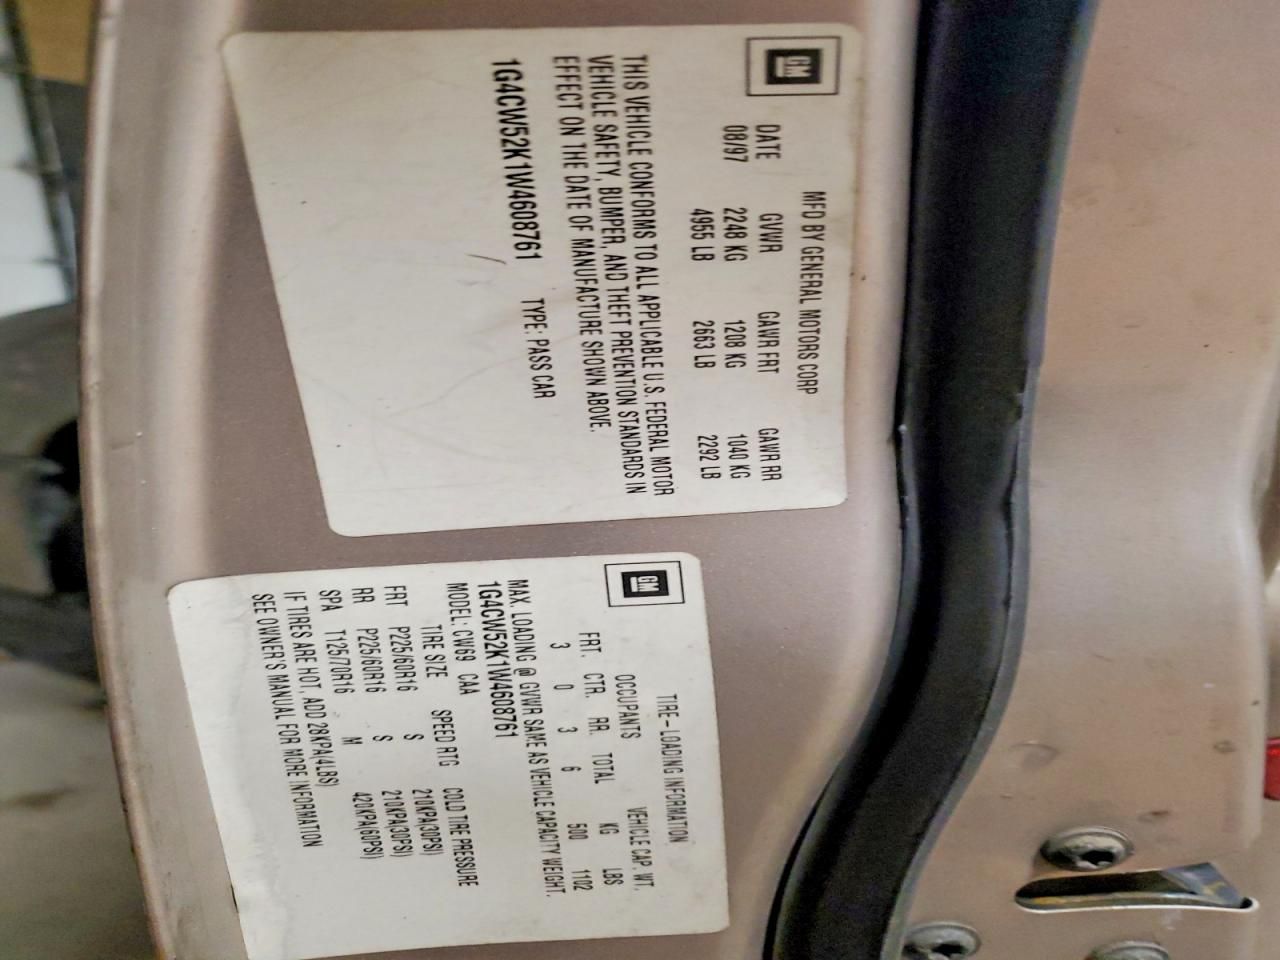 GM
MFD BY GENERAL MOTORS CORP
DATE GVWR GAWR FRT GAWR RR
08/97 2248 KG 1208 KG 1040 KG
4955 LB 2663 LB 2292 LB
THIS VEHICLE CONFORMS TO ALL APPLICABLE U.S. FEDERAL MOTOR
VEHICLE SAFETY, BUMPER, AND THEFT PREVENTION STANDARDS IN
EFFECT ON THE DATE OF MANUFACTURE SHOWN ABOVE.
1G4CW52K1W4608761 TYPE: PASS CAR
GM
TIRE-LOADING INFORMATION
OCCUPANTS VEHICLE CAP. WT.
FRT. CTR. RR. TOTAL KG LBS
3 0 3 6 500 1102
MAX. LOADING @ GVWR SAME AS VEHICLE CAPACITY WEIGHT.
1G4CW52K1W4608761
MODEL: CW69 CAA
TIRE SIZE SPEED RTG COLD TIRE PRESSURE
FRT P225/60R16 S 210KPA(30PSI)
RR P225/60R16 S 210KPA(30PSI)
SPA T125/70R16 M 420KPA(60PSI)
IF TIRES ARE HOT, ADD 28KPA(4LBS)
SEE OWNER'S MANUAL FOR MORE INFORMATION